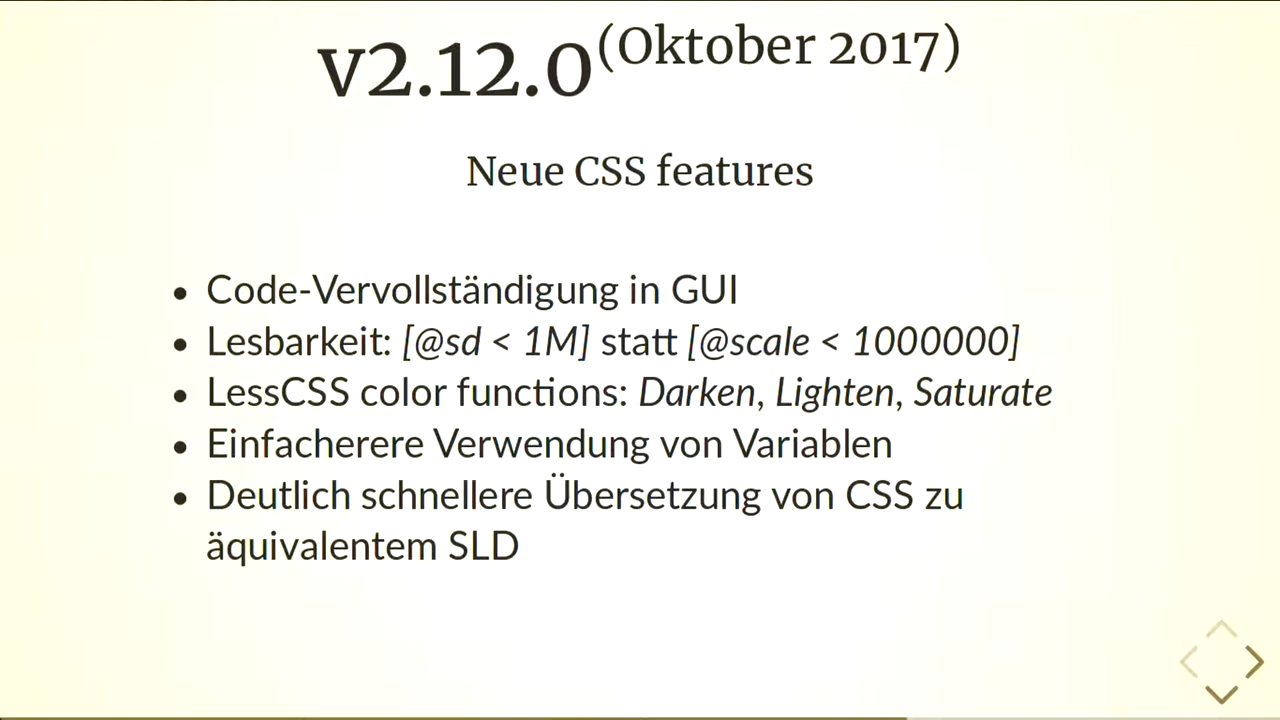 v2.12.0(Oktober 2017)
Neue CSS features
• Code-Vervollständigung in GUI
• Lesbarkeit: [@sd < 1M] statt [@scale < 1000000]
• LessCSS color functions: Darken, Lighten, Saturate
• Einfacherere Verwendung von Variablen
• Deutlich schnellere Übersetzung von CSS zu
äquivalentem SLD